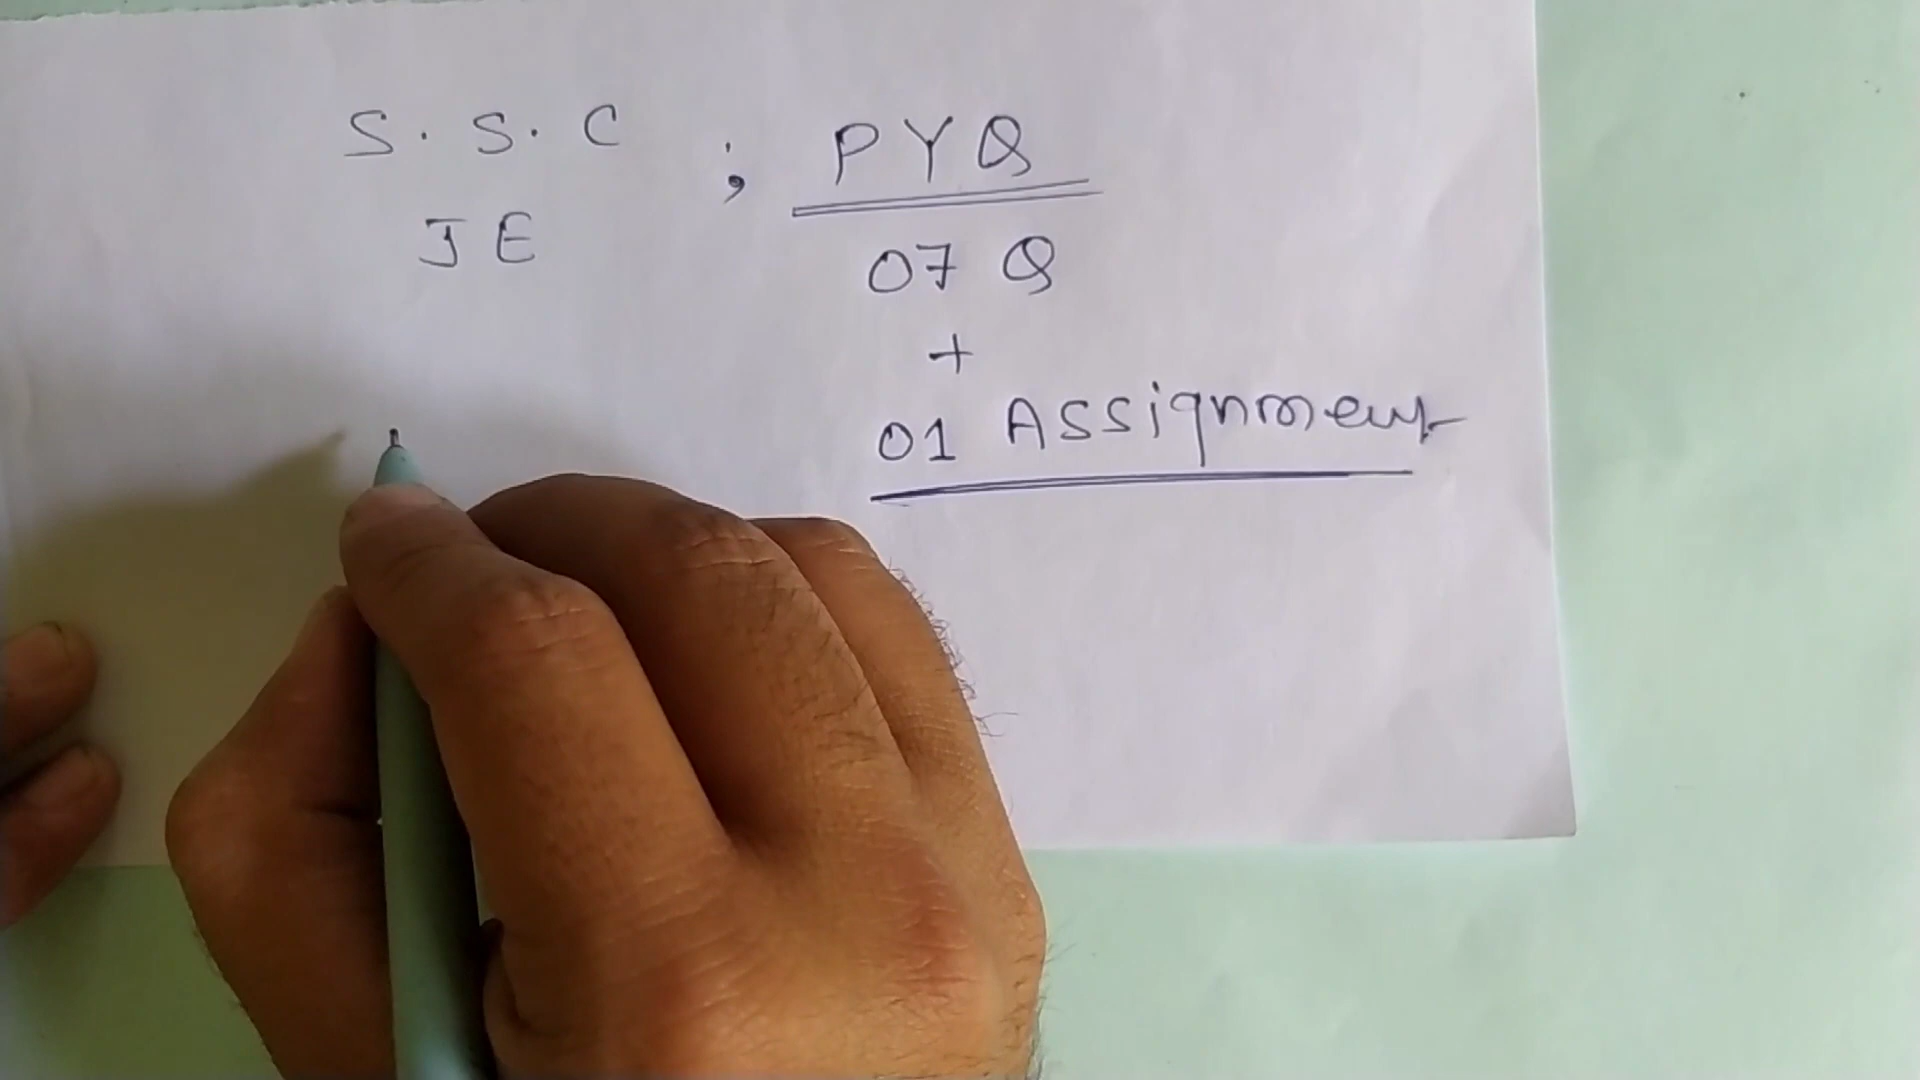 S. S. C ; PYQ
JE
07 Q
+
01 Assignment